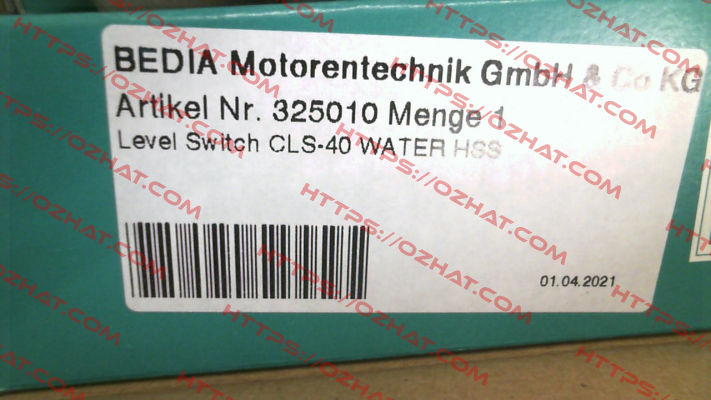 BEDIA Motorentechnik GmbH & Co KG
Artikel Nr. 325010 Menge 1
Level Switch CLS-40 WATER HSS
01.04.2021
HTTPS://OZHAT.COM